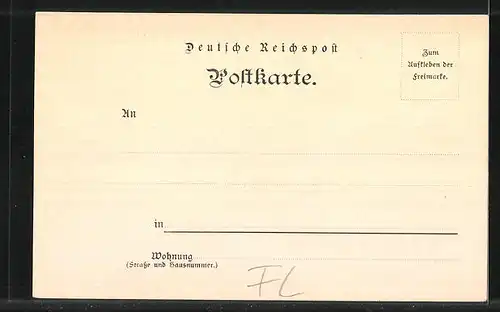 Deutsche Reichspost
Postkarte.
Zum
Aufkleben der
Freimarke.
An
in
Wohnung
(Straße und Hausnummer.)
FL